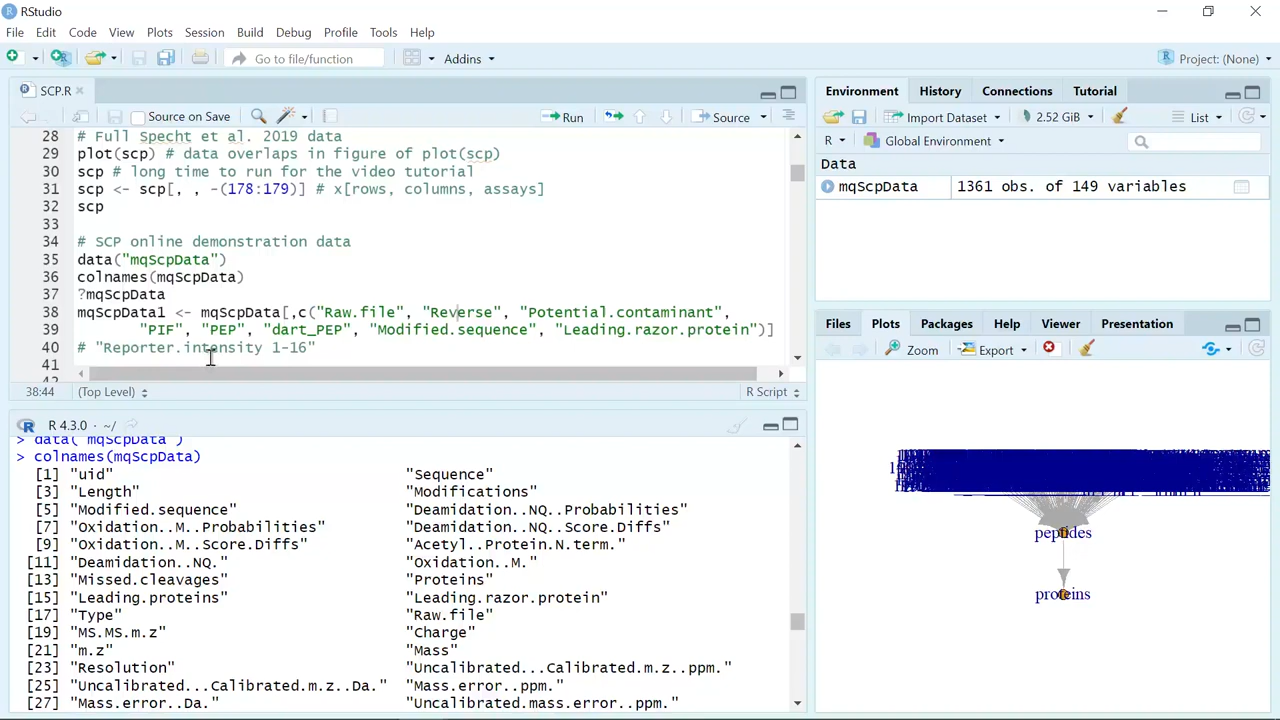 RStudio
File Edit Code View Plots Session Build Debug Profile Tools Help
Go to file/function Addins Project: (None)
SCP.R
Source on Save Run Source
28 # Full Specht et al. 2019 data
29 plot(scp) # data overlaps in figure of plot(scp)
30 scp # long time to run for the video tutorial
31 scp <- scp[, , -(178:179)] # x[rows, columns, assays]
32 scp
33
34 # SCP online demonstration data
35 data("mqScpData")
36 colnames(mqScpData)
37 ?mqScpData
38 mqScpData1 <- mqScpData[,c("Raw.file", "Reverse", "Potential.contaminant",
39 "PIF", "PEP", "dart_PEP", "Modified.sequence", "Leading.razor.protein")]
40 # "Reporter.intensity 1-16"
41
42
38:44 (Top Level) R Script
R 4.3.0 · ~/
> data("mqScpData")
> colnames(mqScpData)
[1] "uid" "Sequence"
[3] "Length" "Modifications"
[5] "Modified.sequence" "Deamidation..NQ..Probabilities"
[7] "Oxidation..M..Probabilities" "Deamidation..NQ..Score.Diffs"
[9] "Oxidation..M..Score.Diffs" "Acetyl..Protein.N.term."
[11] "Deamidation..NQ." "Oxidation..M."
[13] "Missed.cleavages" "Proteins"
[15] "Leading.proteins" "Leading.razor.protein"
[17] "Type" "Raw.file"
[19] "MS.MS.m.z" "Charge"
[21] "m.z" "Mass"
[23] "Resolution" "Uncalibrated...Calibrated.m.z..ppm."
[25] "Uncalibrated...Calibrated.m.z..Da." "Mass.error..ppm."
[27] "Mass.error..Da." "Uncalibrated.mass.error..ppm."
Environment History Connections Tutorial
Import Dataset 2.52 GiB List
R Global Environment
Data
mqScpData 1361 obs. of 149 variables
Files Plots Packages Help Viewer Presentation
Zoom Export
peptides
proteins